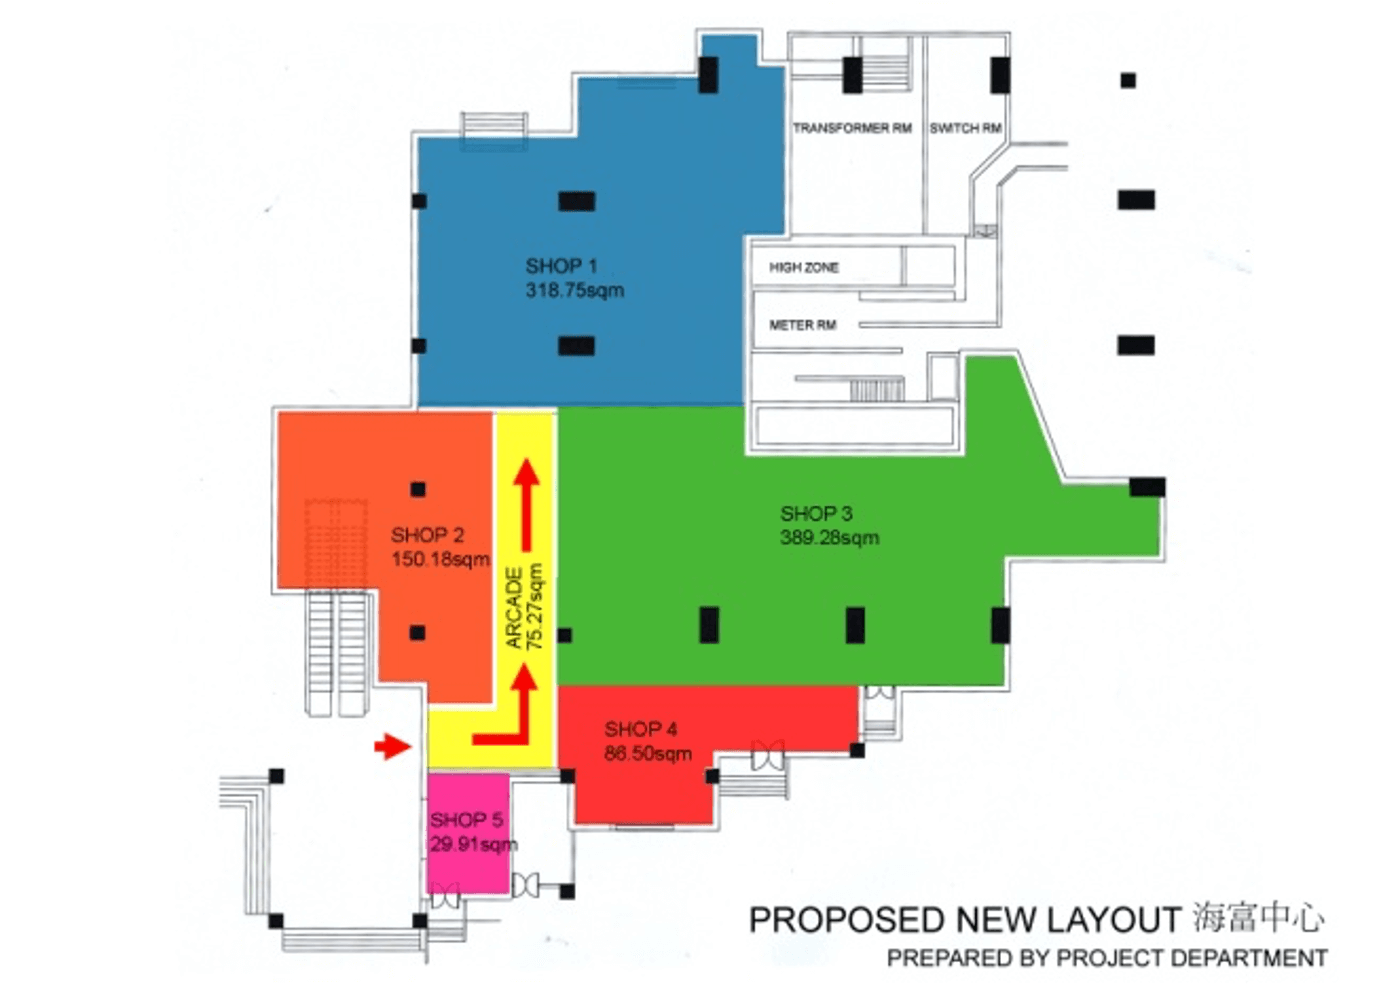 TRANSFORMER RM
SWITCH RM
HIGH ZONE
METER RM
SHOP 1
318.75sqm
SHOP 2
150.18sqm
ARCADE
75.27sqm
SHOP 3
389.28sqm
SHOP 4
86.50sqm
SHOP 5
29.91sqm
PROPOSED NEW LAYOUT 海富中心
PREPARED BY PROJECT DEPARTMENT